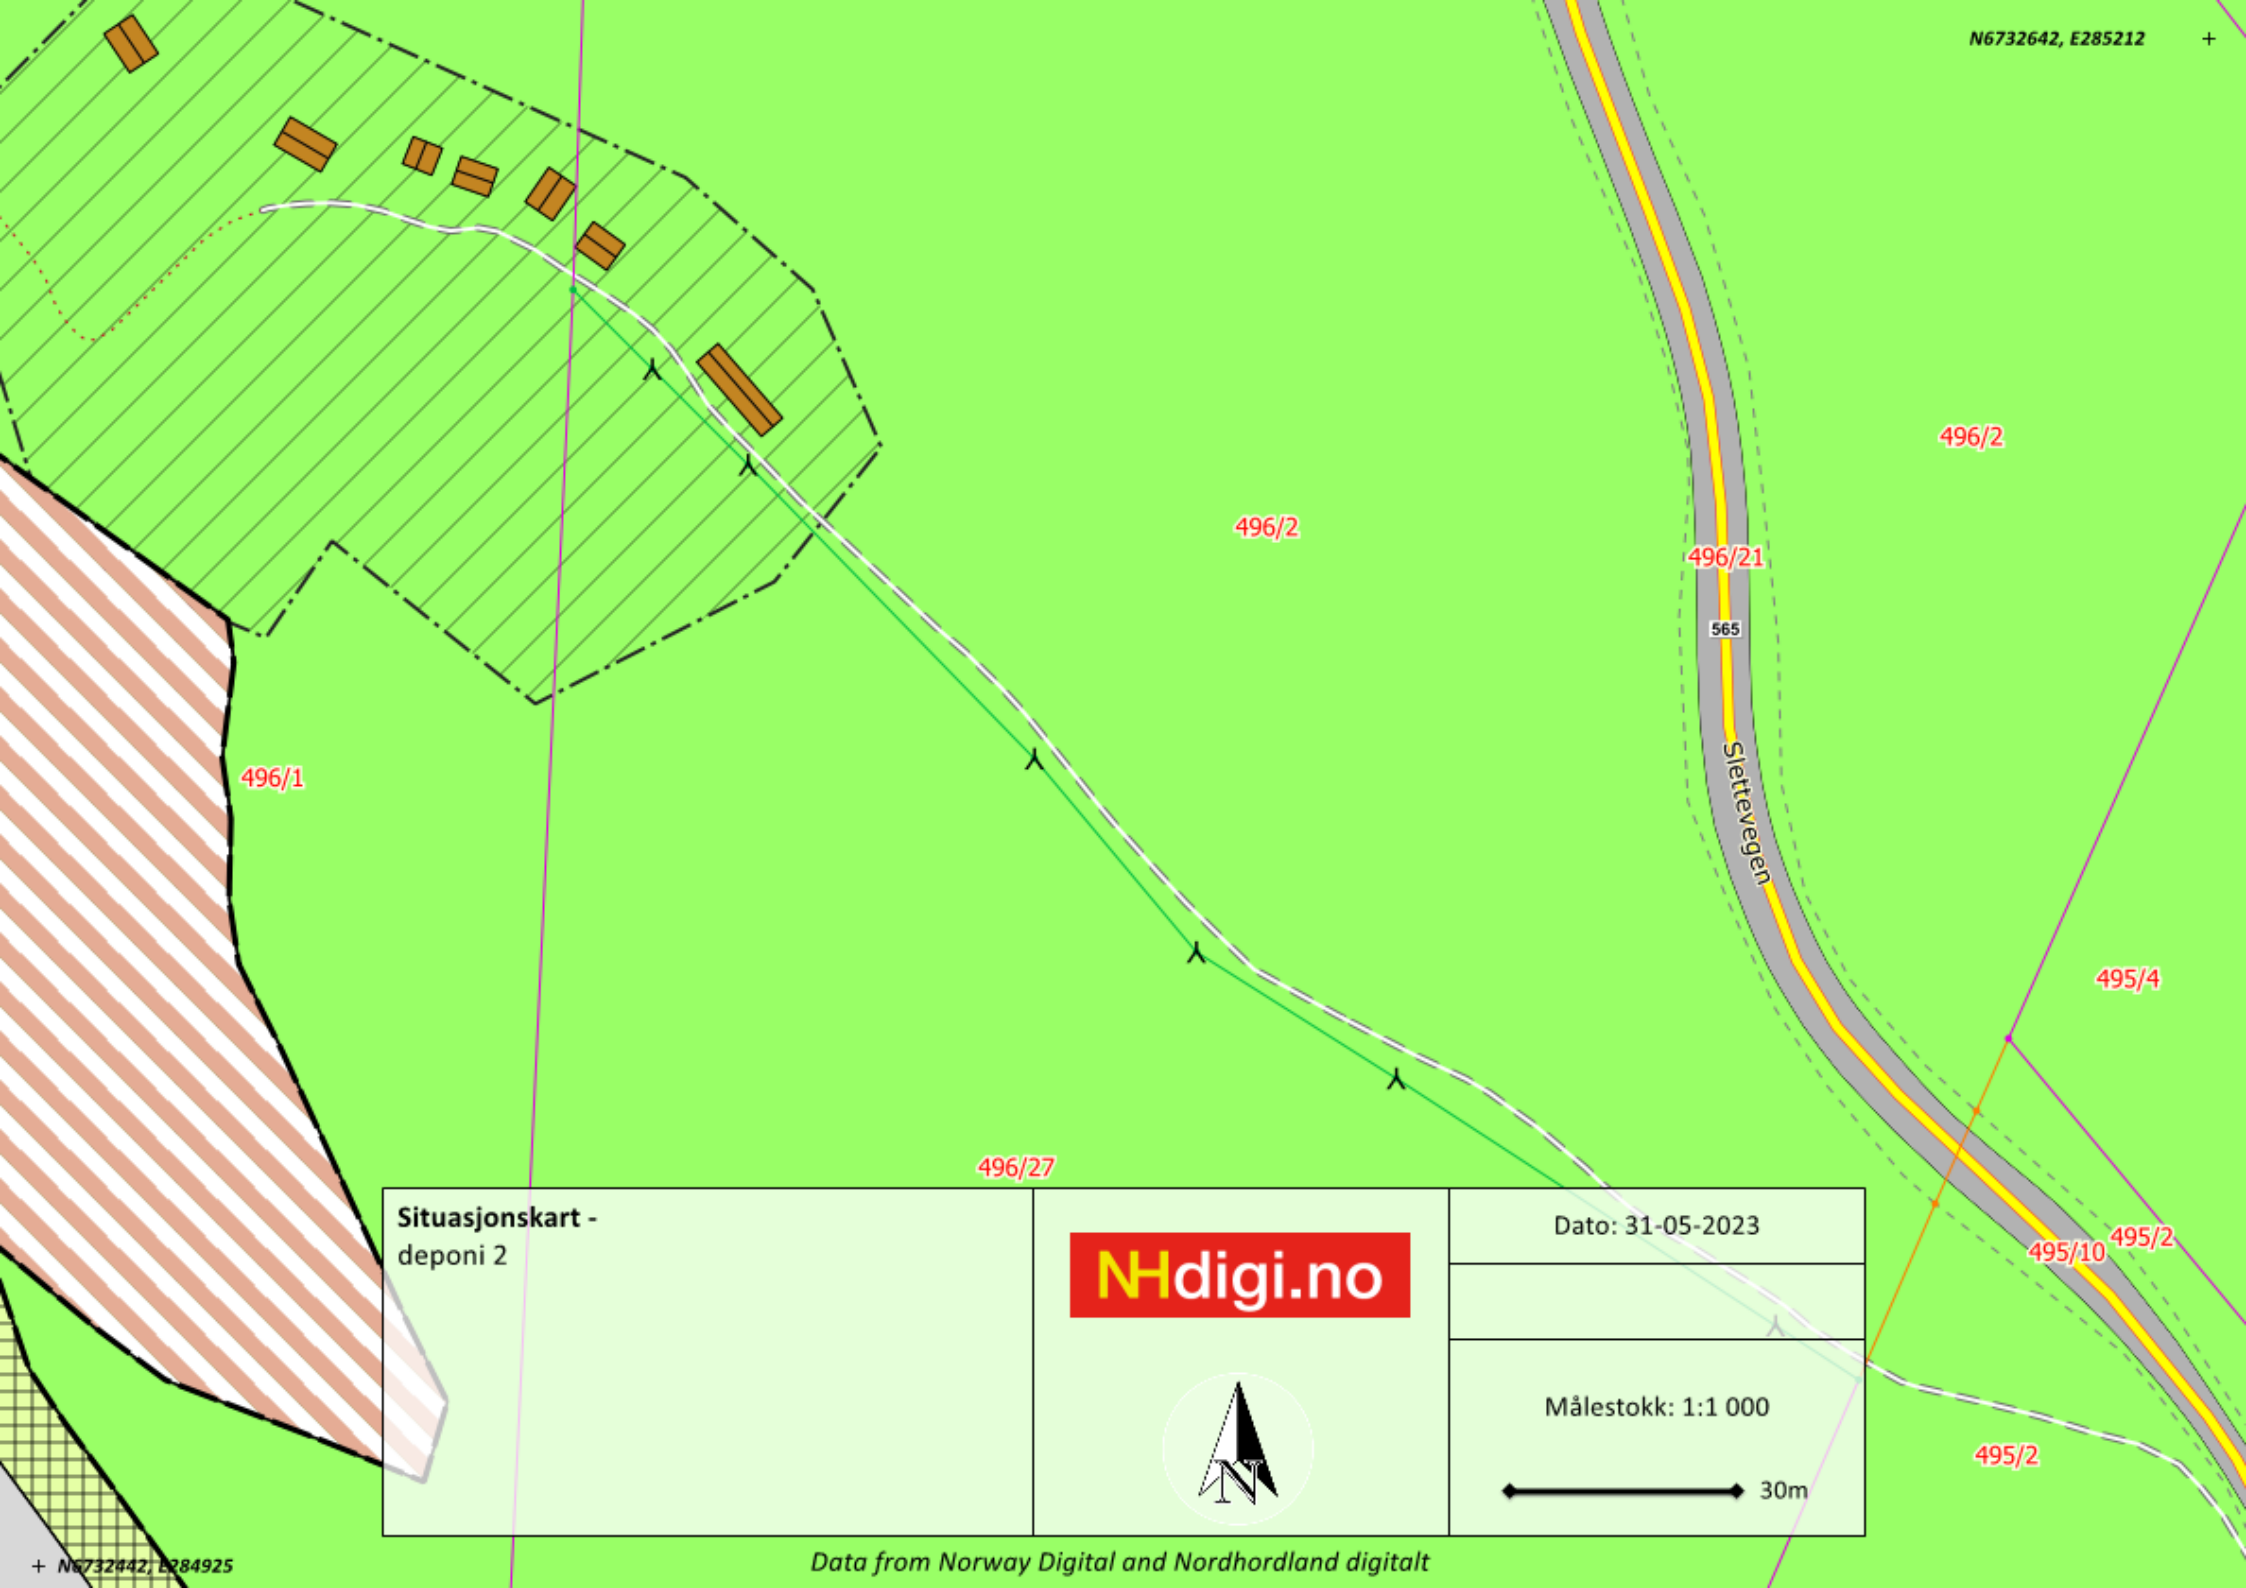 N6732642, E285212
496/2
496/2
496/21
565
Slettevegen
496/1
495/4
496/27
Situasjonskart -
deponi 2
NHdigi.no
N
Dato: 31-05-2023
Målestokk: 1:1 000
30m
495/2
495/10
495/2
N6732442, E284925
Data from Norway Digital and Nordhordland digitalt